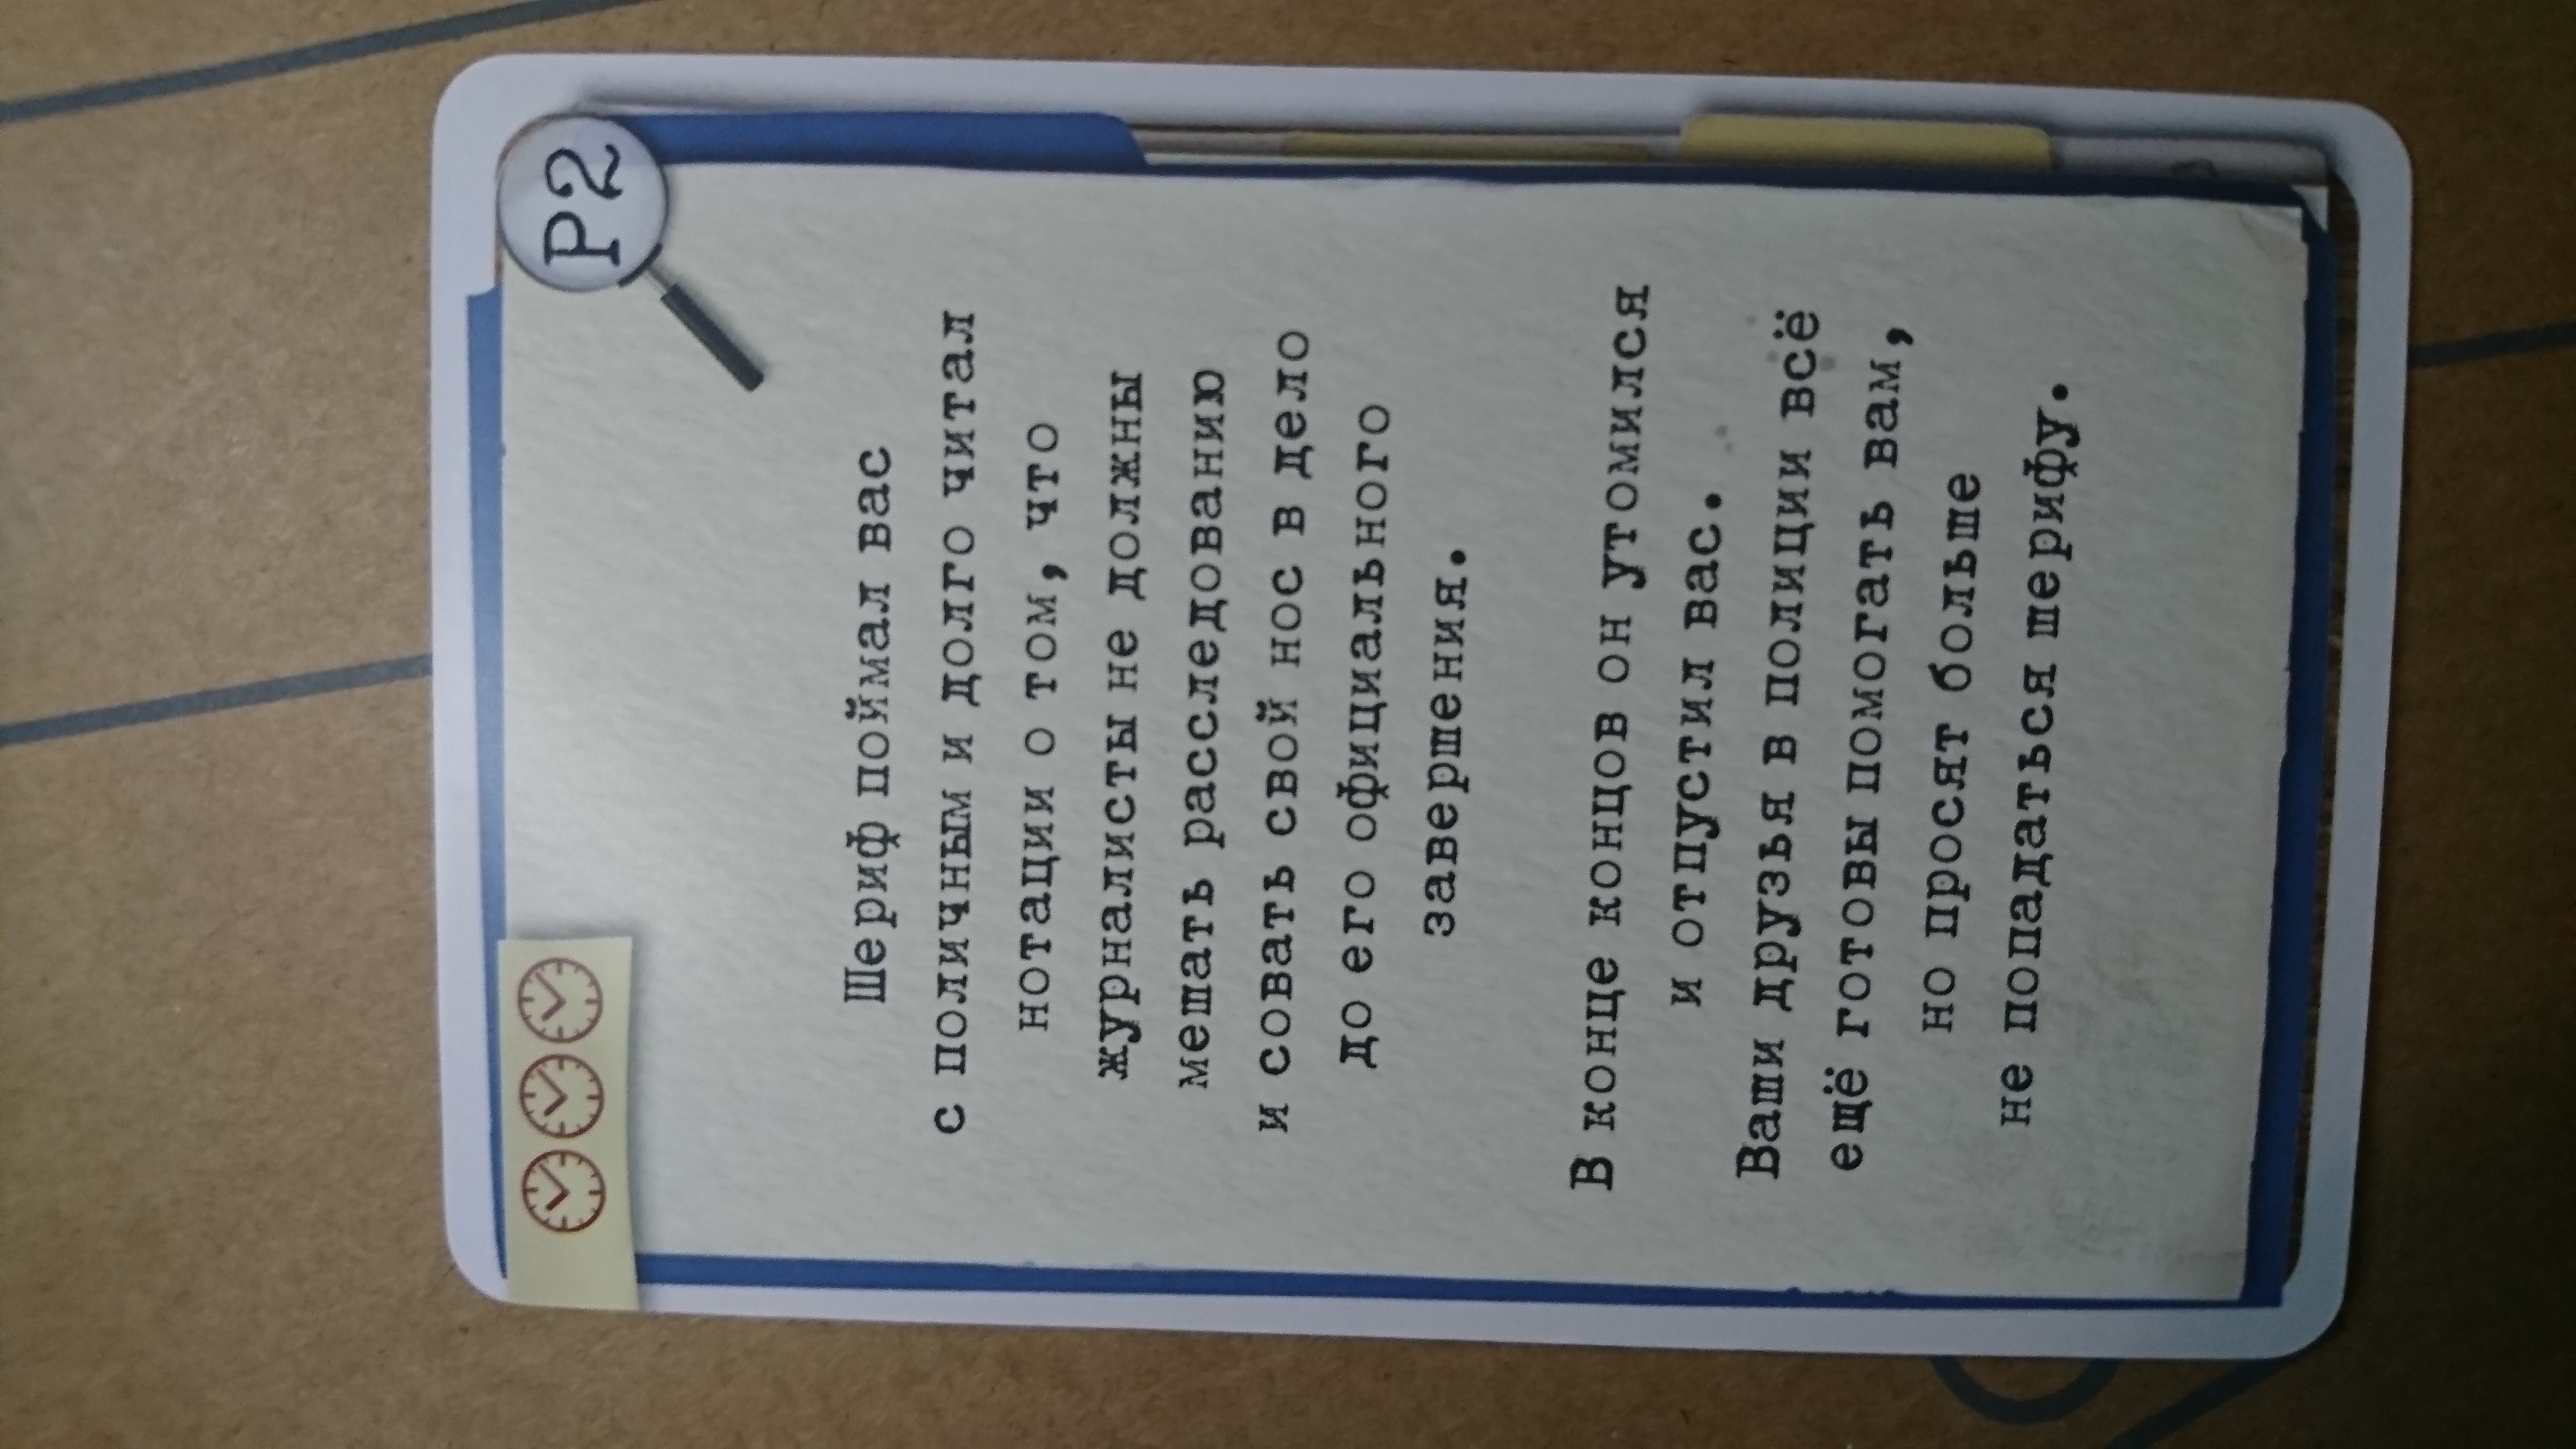 P2
Шериф поймал вас
с поличным и долго читал
нотации о том, что
журналисты не должны
мешать расследованию
и совать свой нос в дело
до его официального
завершения.
В конце концов он утомился
и отпустил вас.
Ваши друзья в полиции всё
ещё готовы помогать вам,
но просят больше
не попадаться шерифу.